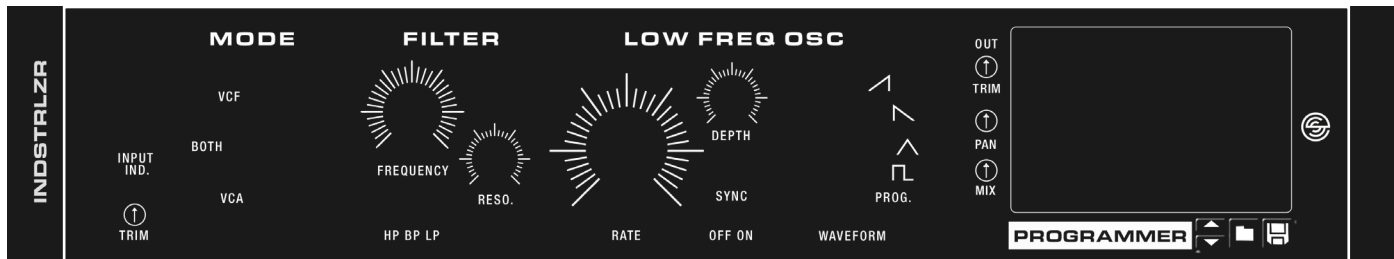 INDSTRLZR
MODE
VCF
BOTH
VCA
INPUT
IND.
TRIM
FILTER
FREQUENCY
RESO.
HP BP LP
LOW FREQ OSC
DEPTH
SYNC
RATE
OFF ON
PROG.
WAVEFORM
OUT
TRIM
PAN
MIX
PROGRAMMER